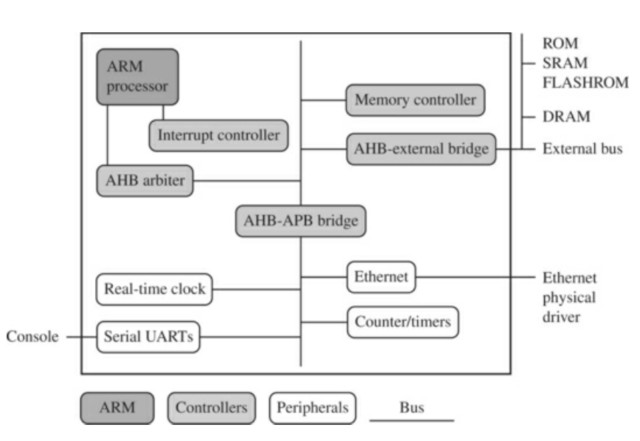 ROM
ARM
SRAM
processor
FLASHROM
Memory controller
DRAM
Interrupt controller
AHB-external bridge
External bus
AHB arbiter
AHB-APB bridge
Real-time clock
Ethernet
Ethernet
physical
driver
Console
Serial UARTs
Counter/timers
ARM
Controllers
Peripherals
Bus